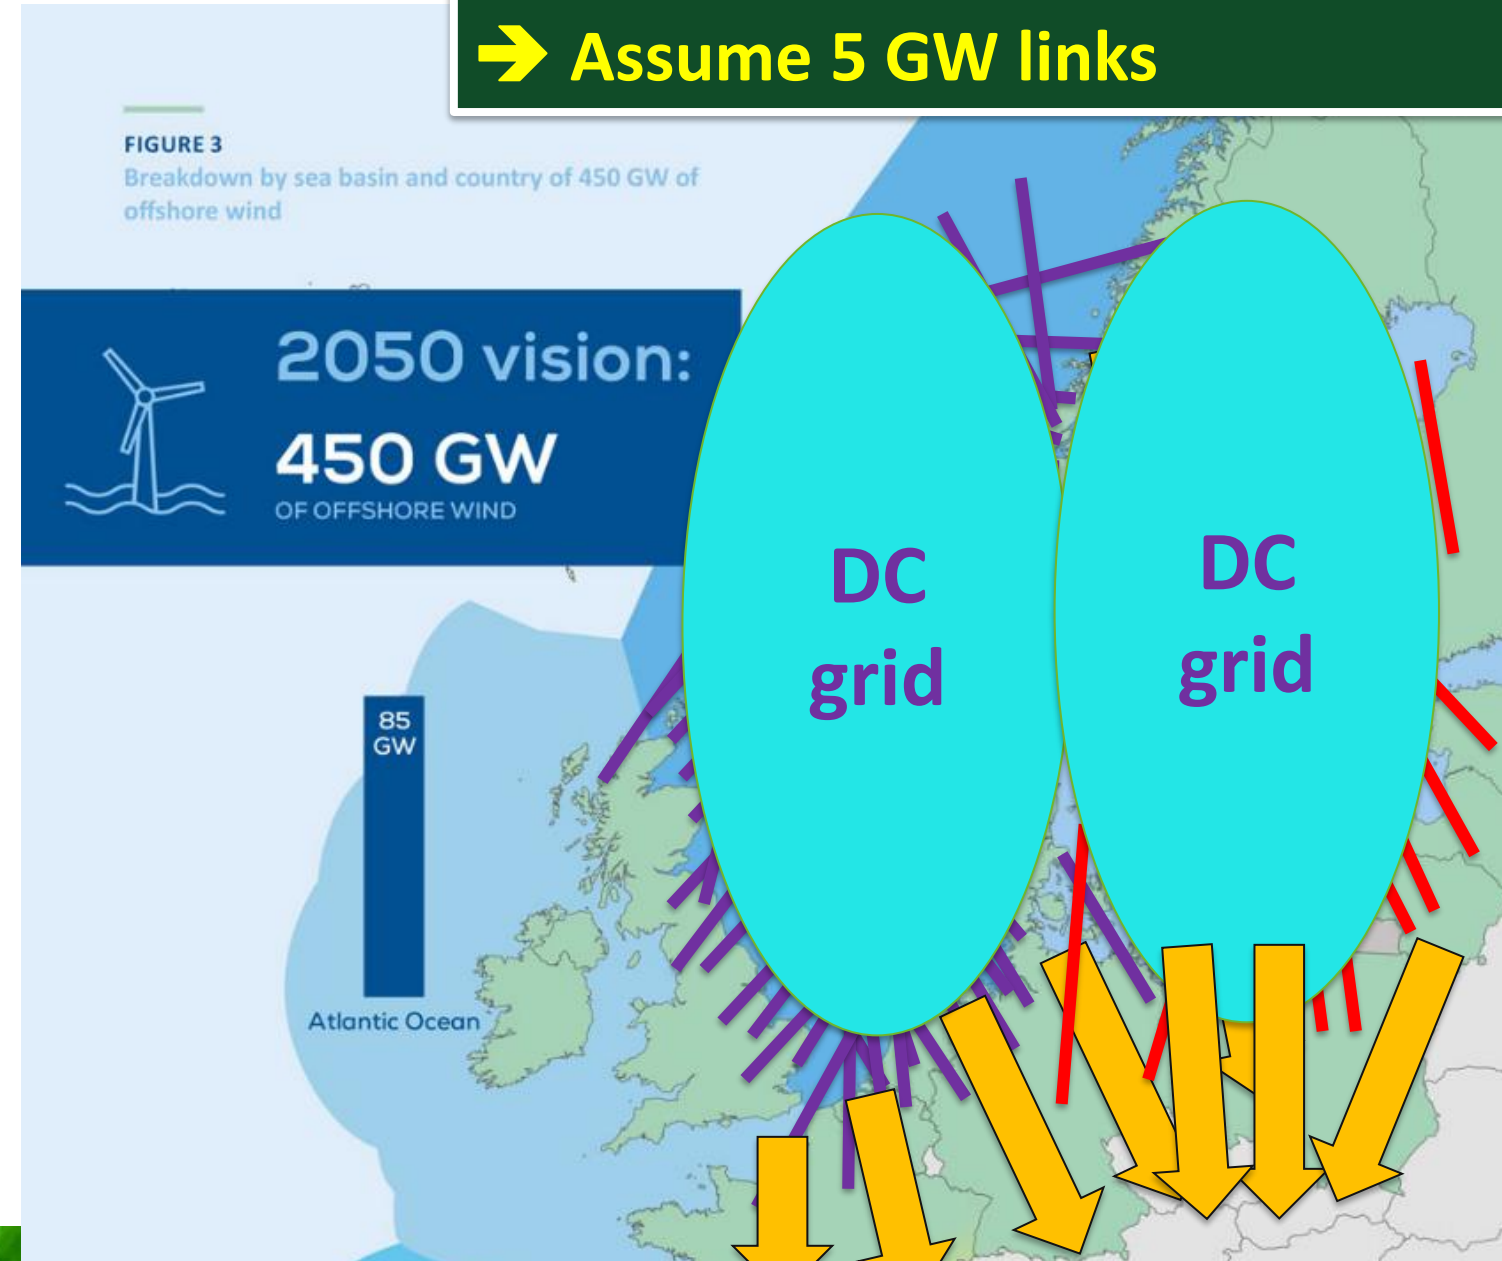 ➔ Assume 5 GW links
FIGURE 3
Breakdown by sea basin and country of 450 GW of
offshore wind
2050 vision:
450 GW
OF OFFSHORE WIND
DC
grid
DC
grid
85
GW
Atlantic Ocean